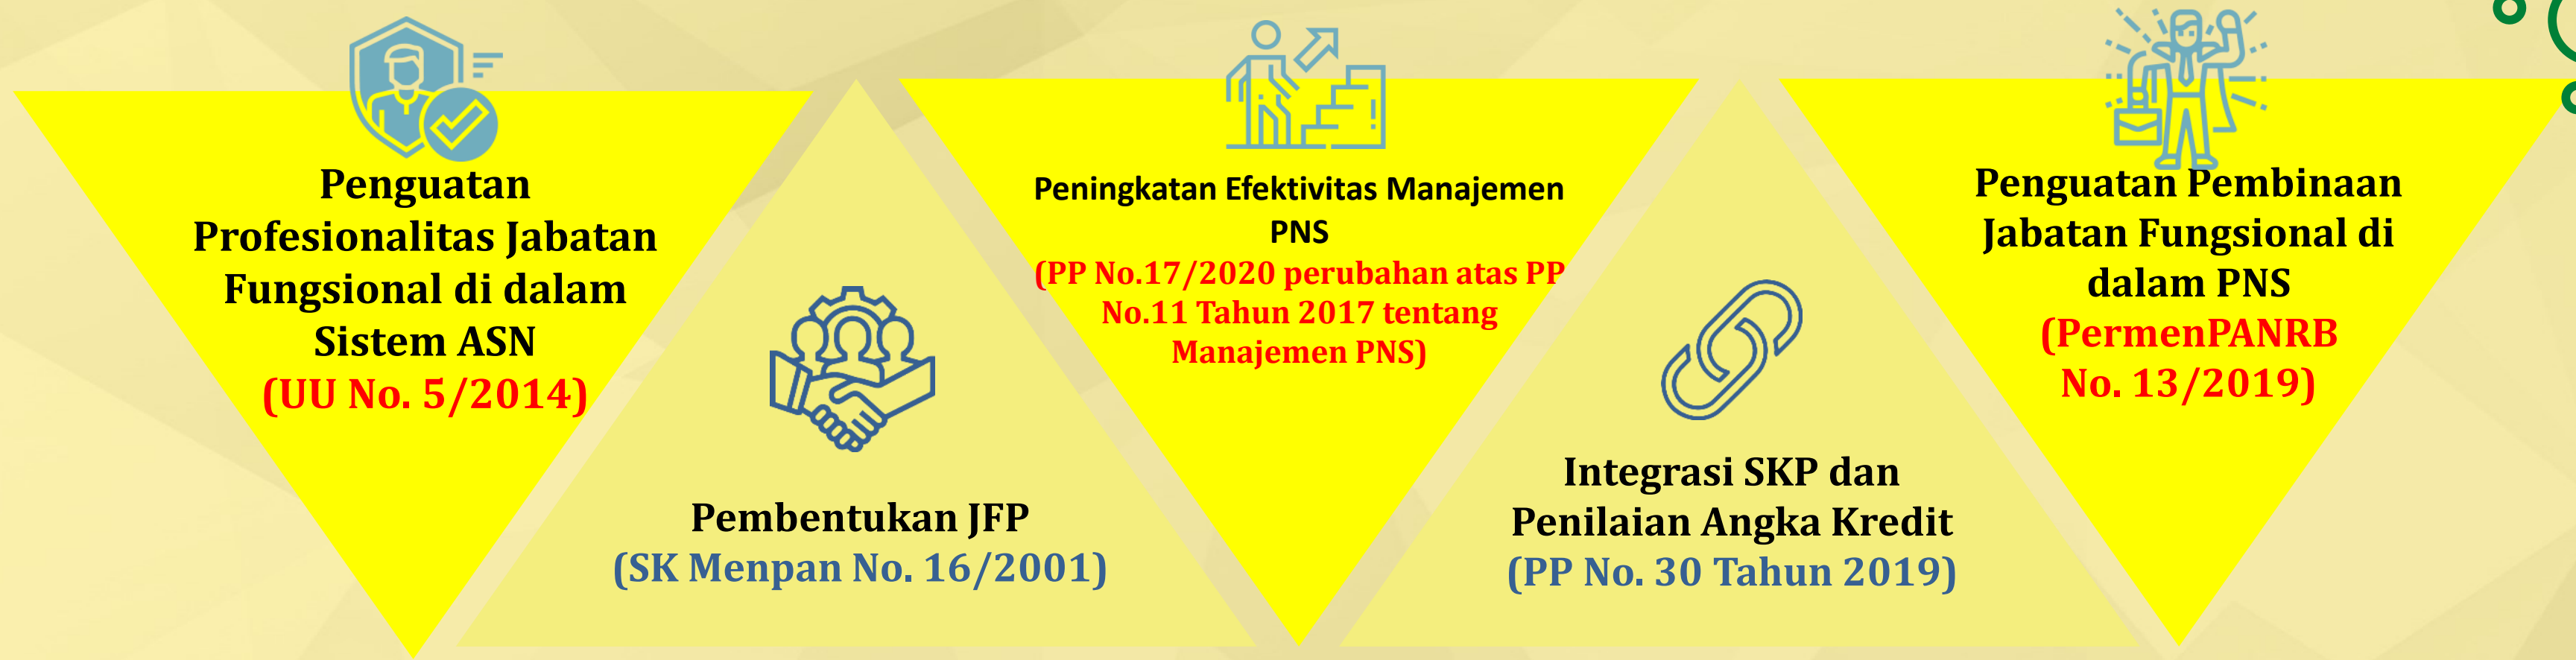 Penguatan
Profesionalitas Jabatan
Fungsional di dalam
Sistem ASN
(UU No. 5/2014)
Pembentukan JFP
(SK Menpan No. 16/2001)
Peningkatan Efektivitas Manajemen
PNS
(PP No.17/2020 perubahan atas PP
No.11 Tahun 2017 tentang
Manajemen PNS)
Integrasi SKP dan
Penilaian Angka Kredit
(PP No. 30 Tahun 2019)
Penguatan Pembinaan
Jabatan Fungsional di
dalam PNS
(PermenPANRB
No. 13/2019)